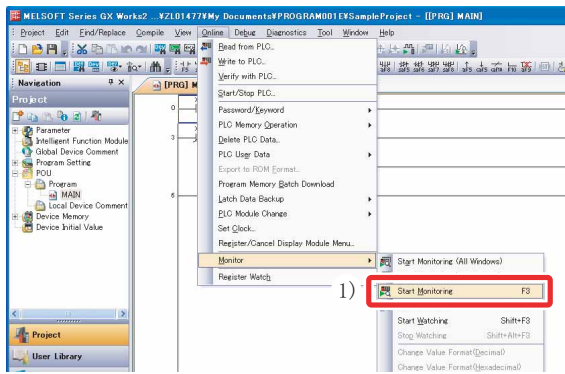 MELSOFT Series GX Works2 ...¥ZL01477¥My Documents¥PROGRAM001E¥SampleProject - [[PRG] MAIN]
Project Edit Find/Replace Compile View Online Debug Diagnostics Tool Window Help
Navigation
[PRG] M
Project
Parameter
Intelligent Function Module
Global Device Comment
Program Setting
POU
Program
MAIN
Local Device Comment
Device Memory
Device Initial Value
Project
User Library
0
3
6
Read from PLC...
Write to PLC...
Verify with PLC...
Start/Stop PLC...
Password/Keyword
PLC Memory Operation
Delete PLC Data...
PLC User Data
Export to ROM Format...
Program Memory Batch Download
Latch Data Backup
PLC Module Change
Set Clock...
Register/Cancel Display Module Menu...
Monitor
Register Watch
Start Monitoring (All Windows)
1)
Start Monitoring F3
Start Watching Shift+F3
Stop Watching Shift+Alt+F3
Change Value Format(Decimal)
Change Value Format(Hexadecimal)